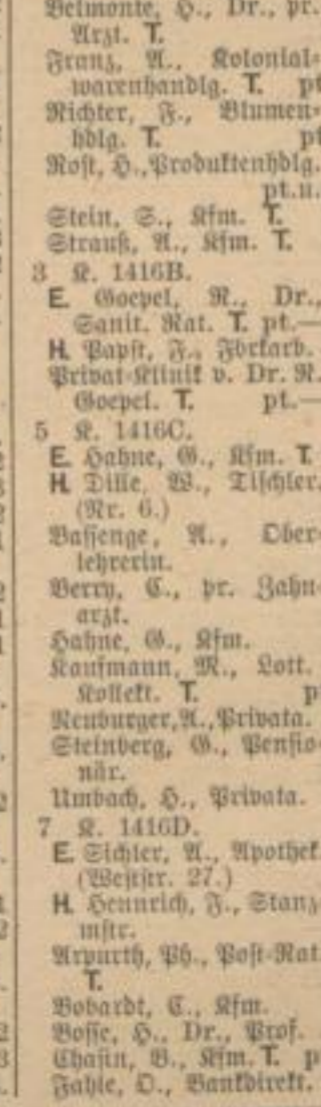 Belmonte, H., Dr., pr.
Arzt. T.
Franz, A., Kolonial=
warenhandlg. T. pt
Richter, F., Blumen=
hdlg. T. pt
Rost, H., Produktenhdlg.
pt.u.
Stein, S., Kfm. T.
Strauß, A., Kfm. T.
3 K. 1416B.
E. Goepel, R., Dr.,
Sanit. Rat. T. pt.—
H. Papst, F., Fbrkarb.
Privat=Klinik v. Dr. R.
Goepel. T. pt.—
5 K. 1416C.
E. Hahne, G., Kfm. T.
H. Dille, W., Tischler.
(Nr. 6.)
Bassenge, A., Ober=
lehrerin.
Berry, C., pr. Zahn=
arzt.
Hahne, G., Kfm.
Kaufmann, M., Lott.
Kollekt. T. p
Neuburger, A., Privata.
Steinberg, G., Pensio=
när.
Umbach, H., Privata.
7 K. 1416D.
E. Sichler, A., Apothek.
(Weststr. 27.)
H. Hennrich, F., Stanz=
mstr.
Arpurth, Ph., Post=Rat.
T.
Bobardt, C., Kfm.
Bosse, H., Dr., Prof.
Chasin, B., Kfm. T. p
Fahle, O., Bankdirekt.